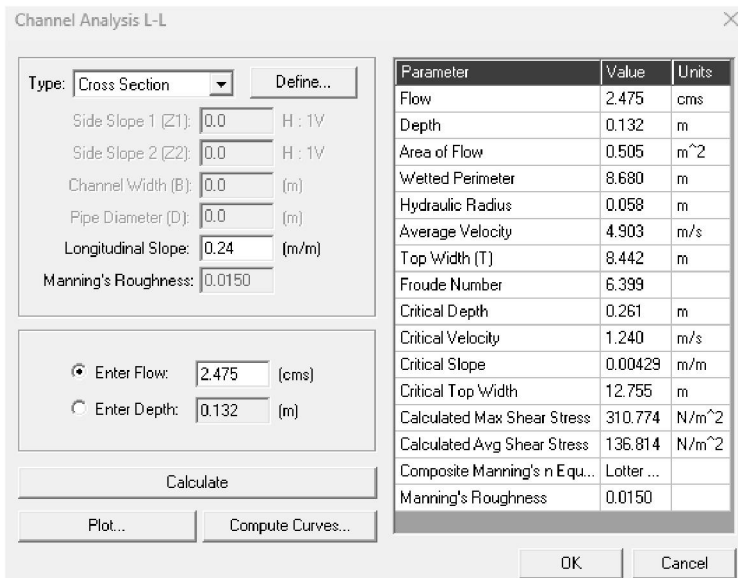 Channel Analysis L-L
Type: Cross Section Define...
Side Slope 1 (Z1): 0.0 H : 1V
Side Slope 2 (Z2): 0.0 H : 1V
Channel Width (B): 0.0 (m)
Pipe Diameter (D): 0.0 (m)
Longitudinal Slope: 0.24 (m/m)
Manning's Roughness: 0.0150
Enter Flow: 2.475 (cms)
Enter Depth: 0.132 (m)
Calculate
Plot... Compute Curves...
Parameter Value Units
Flow 2.475 cms
Depth 0.132 m
Area of Flow 0.505 m^2
Wetted Perimeter 8.680 m
Hydraulic Radius 0.058 m
Average Velocity 4.903 m/s
Top Width (T) 8.442 m
Froude Number 6.399
Critical Depth 0.261 m
Critical Velocity 1.240 m/s
Critical Slope 0.00429 m/m
Critical Top Width 12.755 m
Calculated Max Shear Stress 310.774 N/m^2
Calculated Avg Shear Stress 136.814 N/m^2
Composite Manning's n Equ... Lotter ...
Manning's Roughness 0.0150
OK Cancel